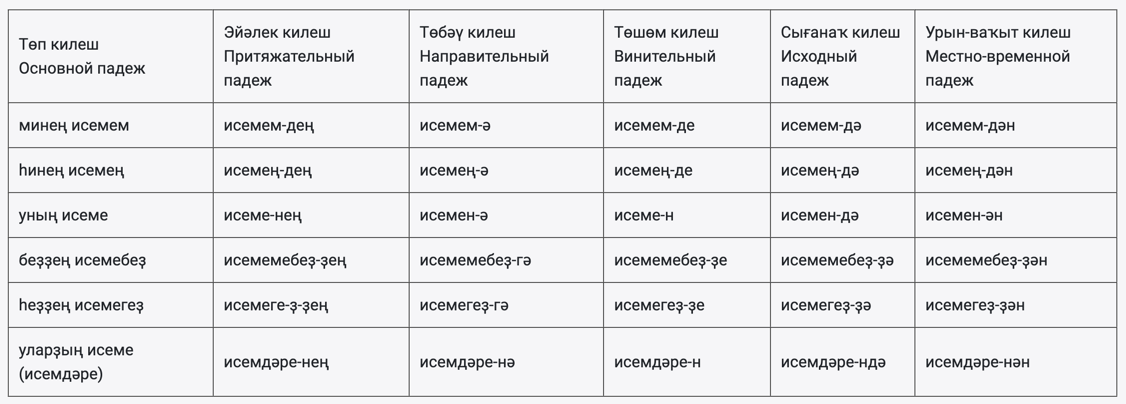 Төп килеш
Основной падеж
Эйәлек килеш
Притяжательный
падеж
Төбәү килеш
Направительный
падеж
Төшөм килеш
Винительный
падеж
Сығанаҡ килеш
Исходный
падеж
Урын-ваҡыт килеш
Местно-временной
падеж
минең исемем
исемем-дең
исемем-ә
исемем-де
исемем-дә
исемем-дән
һинең исемең
исемең-дең
исемең-ә
исемең-де
исемең-дә
исемең-дән
уның исеме
исеме-нең
исемен-ә
исеме-н
исемен-дә
исемен-ән
беҙҙең исемебеҙ
исемемебеҙ-ҙең
исемемебеҙ-гә
исемемебеҙ-ҙе
исемемебеҙ-ҙә
исемемебеҙ-ҙән
һеҙҙең исемегеҙ
исемеге-ҙ-ҙең
исемегеҙ-гә
исемегеҙ-ҙе
исемегеҙ-ҙә
исемегеҙ-ҙән
уларҙың исеме
(исемдәре)
исемдәре-нең
исемдәре-нә
исемдәре-н
исемдәре-ндә
исемдәре-нән